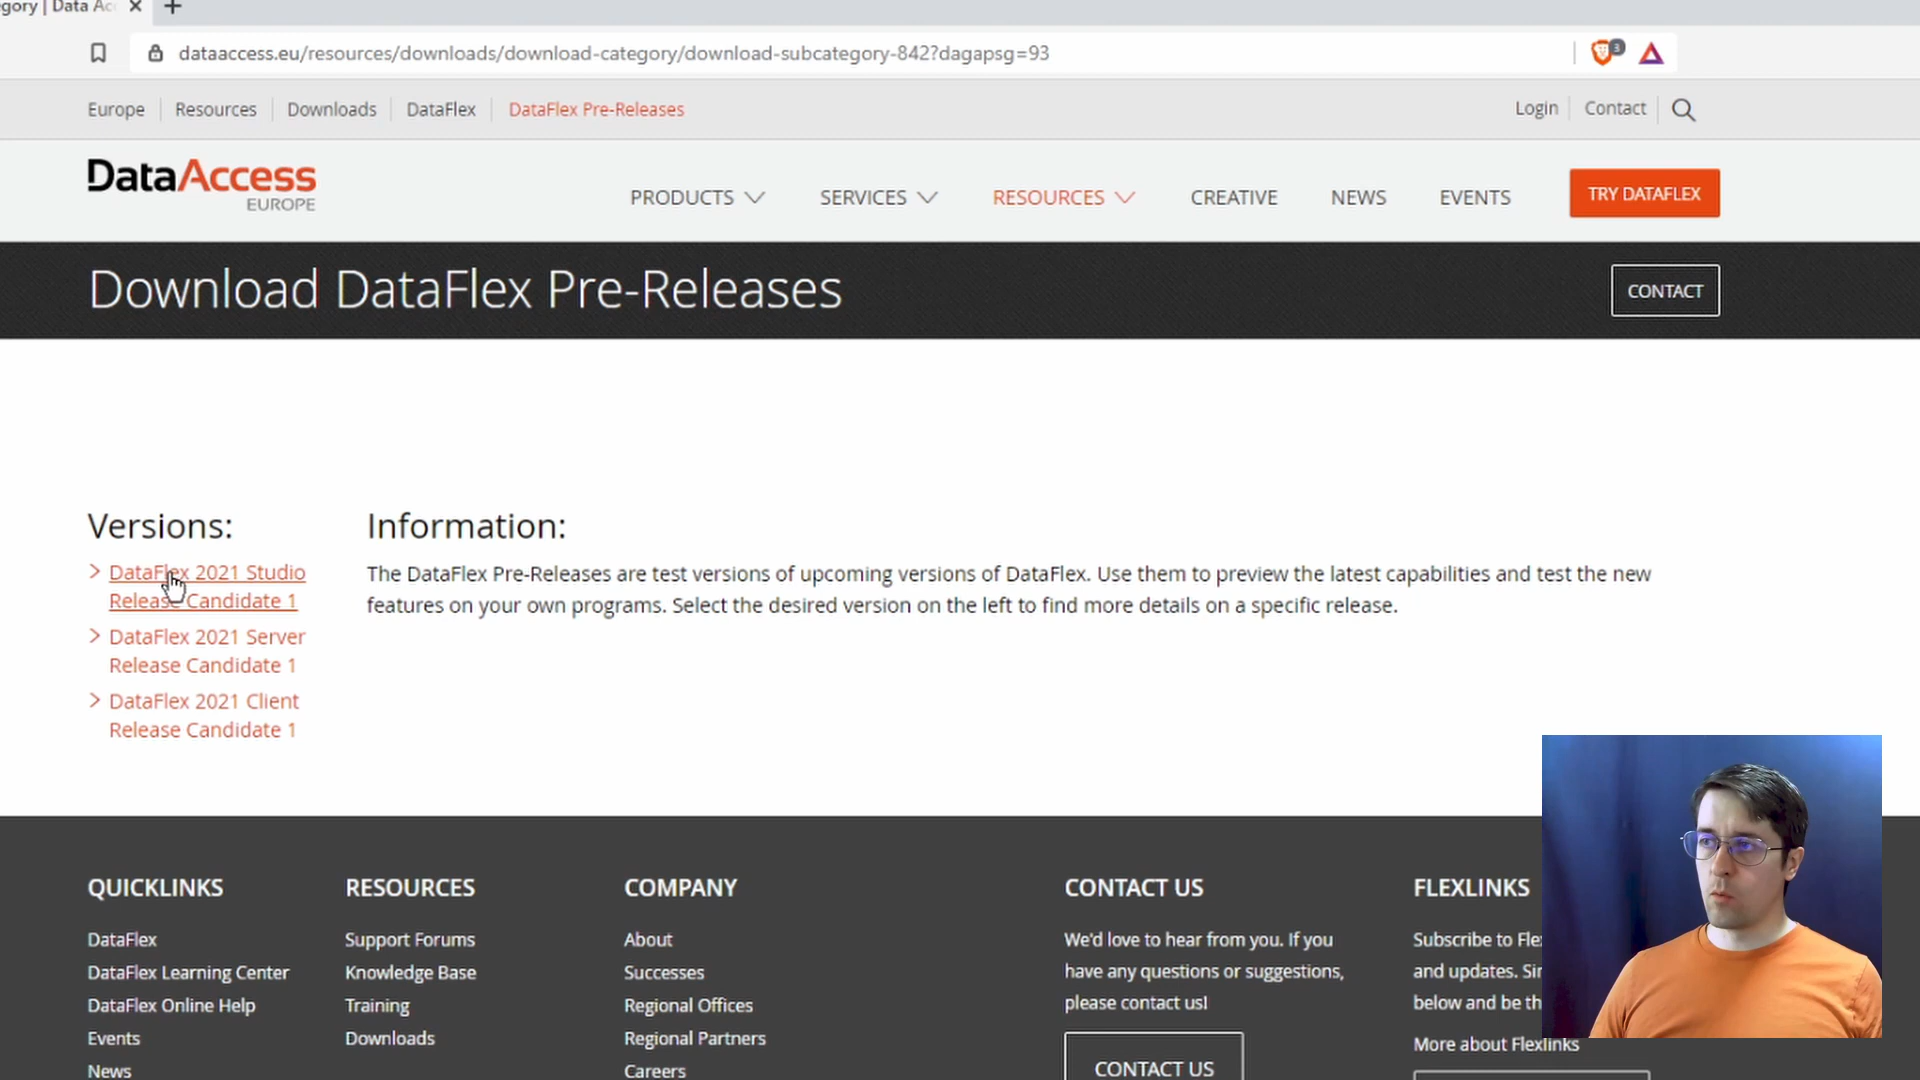 gory | Data Ac
dataaccess.eu/resources/downloads/download-category/download-subcategory-842?dagapsg=93
3
Europe
Resources
Downloads
DataFlex
DataFlex Pre-Releases
Login
Contact
DataAccess
EUROPE
PRODUCTS
SERVICES
RESOURCES
CREATIVE
NEWS
EVENTS
TRY DATAFLEX
Download DataFlex Pre-Releases
CONTACT
Versions:
DataFlex 2021 Studio
Release Candidate 1
DataFlex 2021 Server
Release Candidate 1
DataFlex 2021 Client
Release Candidate 1
Information:
The DataFlex Pre-Releases are test versions of upcoming versions of DataFlex. Use them to preview the latest capabilities and test the new
features on your own programs. Select the desired version on the left to find more details on a specific release.
QUICKLINKS
DataFlex
DataFlex Learning Center
DataFlex Online Help
Events
News
RESOURCES
Support Forums
Knowledge Base
Training
Downloads
COMPANY
About
Successes
Regional Offices
Regional Partners
Careers
CONTACT US
We'd love to hear from you. If you
have any questions or suggestions,
please contact us!
CONTACT US
FLEXLINKS
Subscribe to Fle
and updates. Si
below and be th
More about Flexlinks